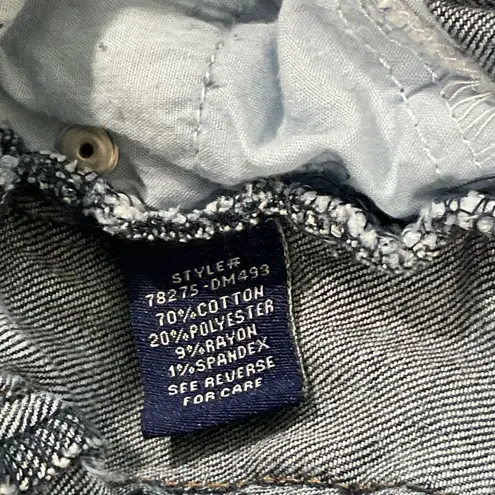 STYLE#
78275-DM493
70%COTTON
20%POLYESTER
9%RAYON
1%SPANDEX
SEE REVERSE
FOR CARE